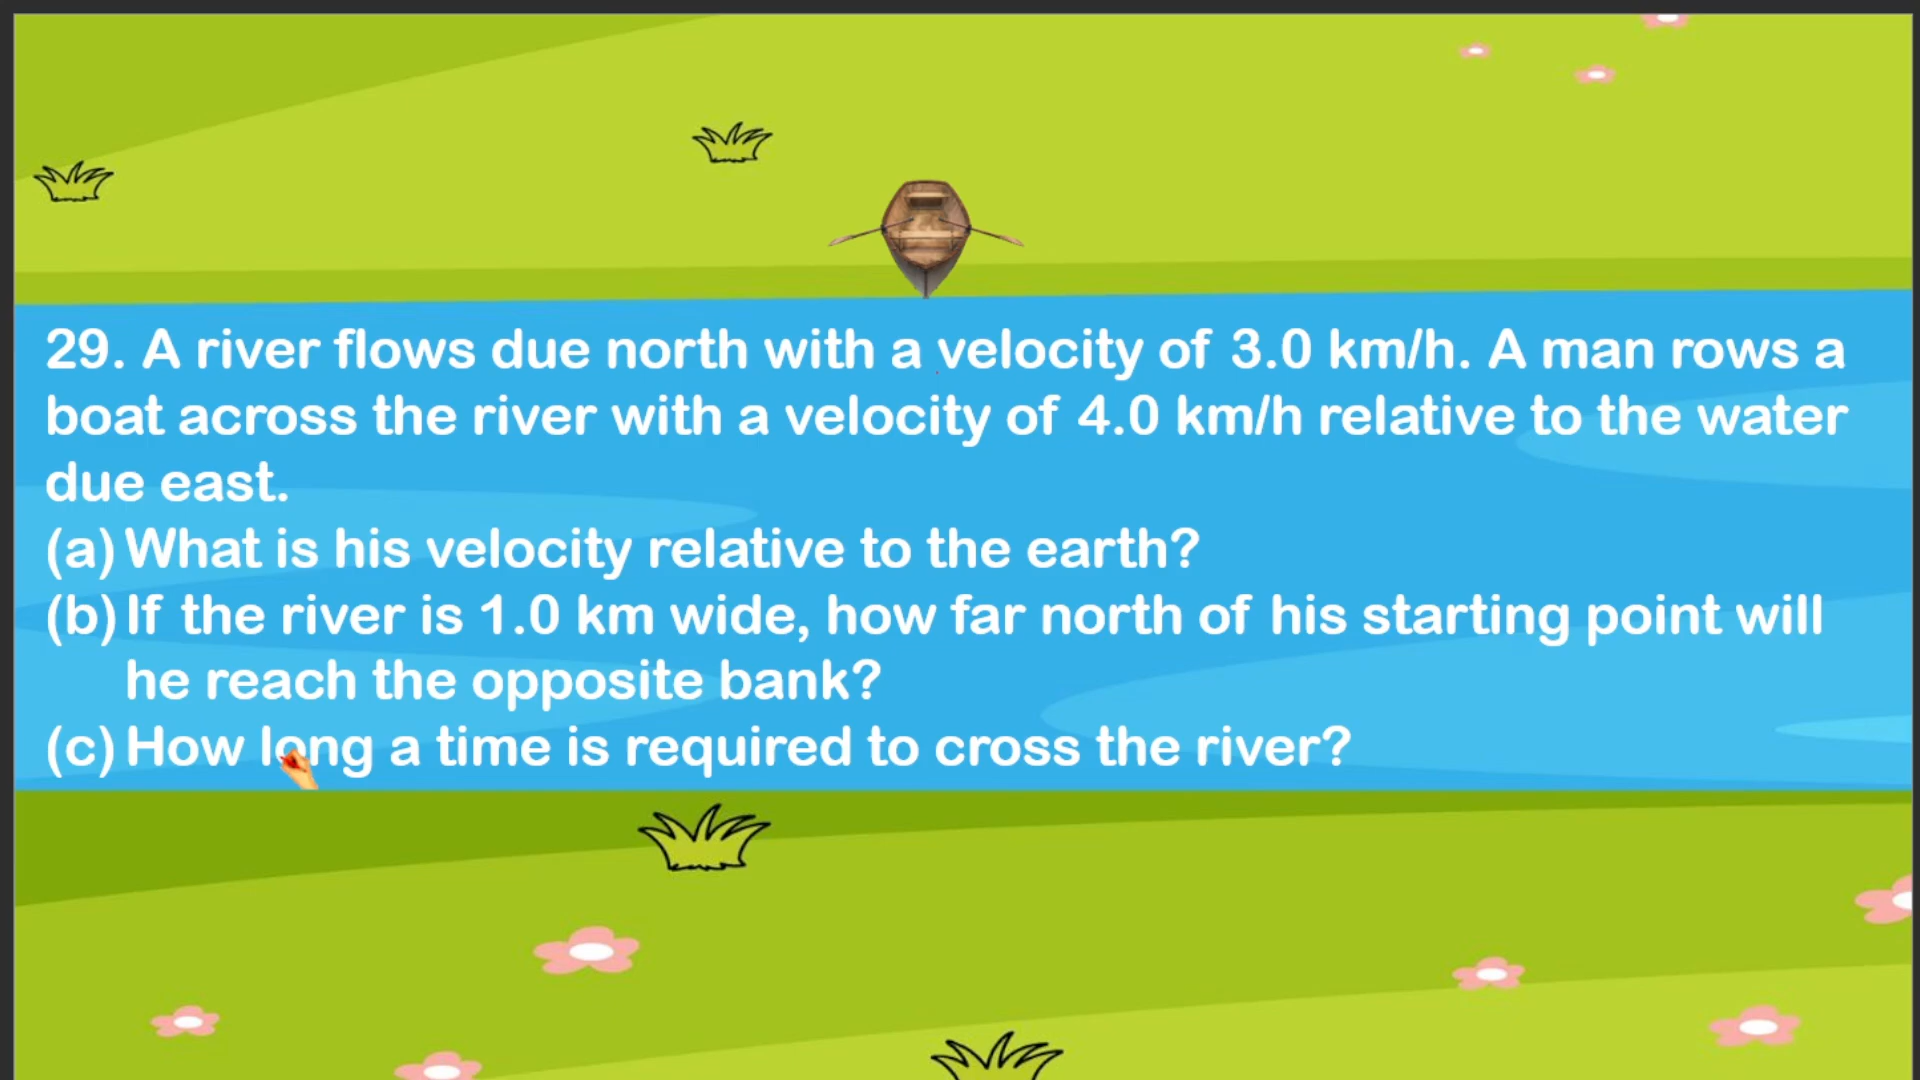 29. A river flows due north with a velocity of 3.0 km/h. A man rows a
boat across the river with a velocity of 4.0 km/h relative to the water
due east.
(a) What is his velocity relative to the earth?
(b) If the river is 1.0 km wide, how far north of his starting point will
he reach the opposite bank?
(c) How long a time is required to cross the river?